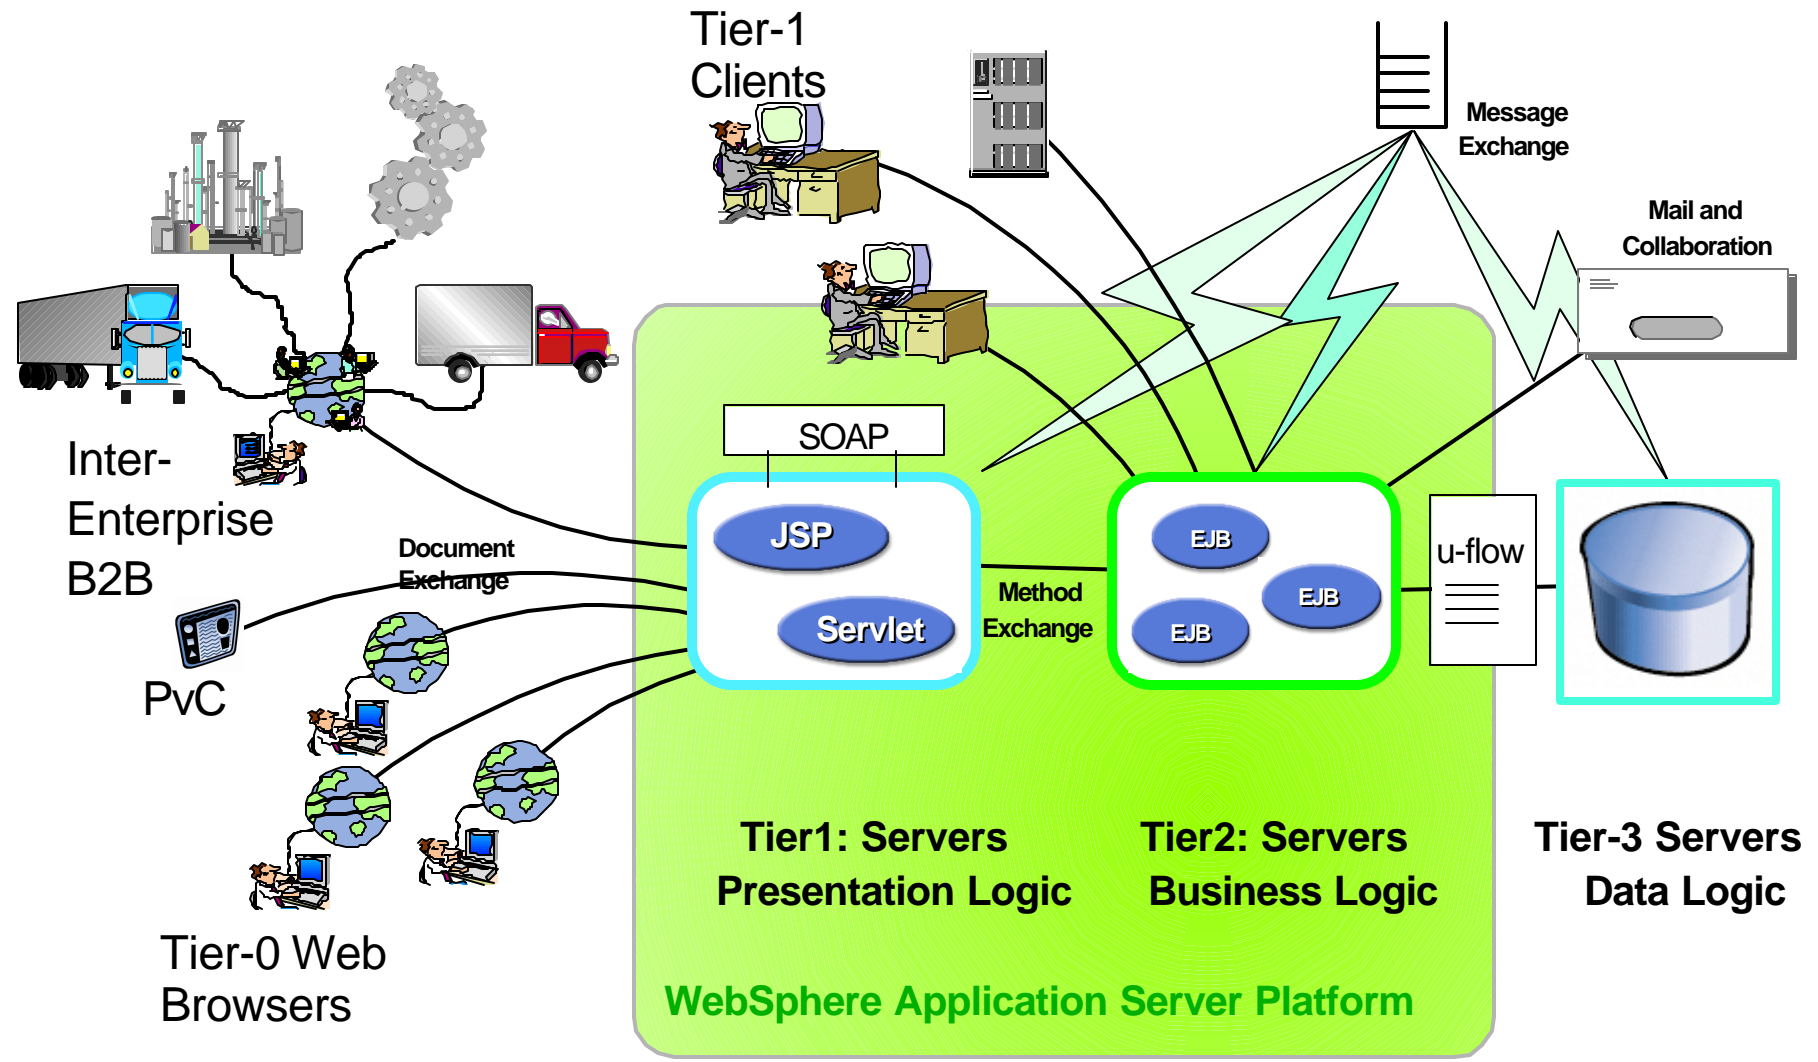 Tier-1
Clients
Message
Exchange
Mail and
Collaboration
SOAP
Inter-
Enterprise
B2B
Document
Exchange
JSP
Servlet
Method
Exchange
EJB
EJB
EJB
u-flow
PvC
Tier1: Servers
Presentation Logic
Tier2: Servers
Business Logic
Tier-3 Servers
Data Logic
Tier-0 Web
Browsers
WebSphere Application Server Platform